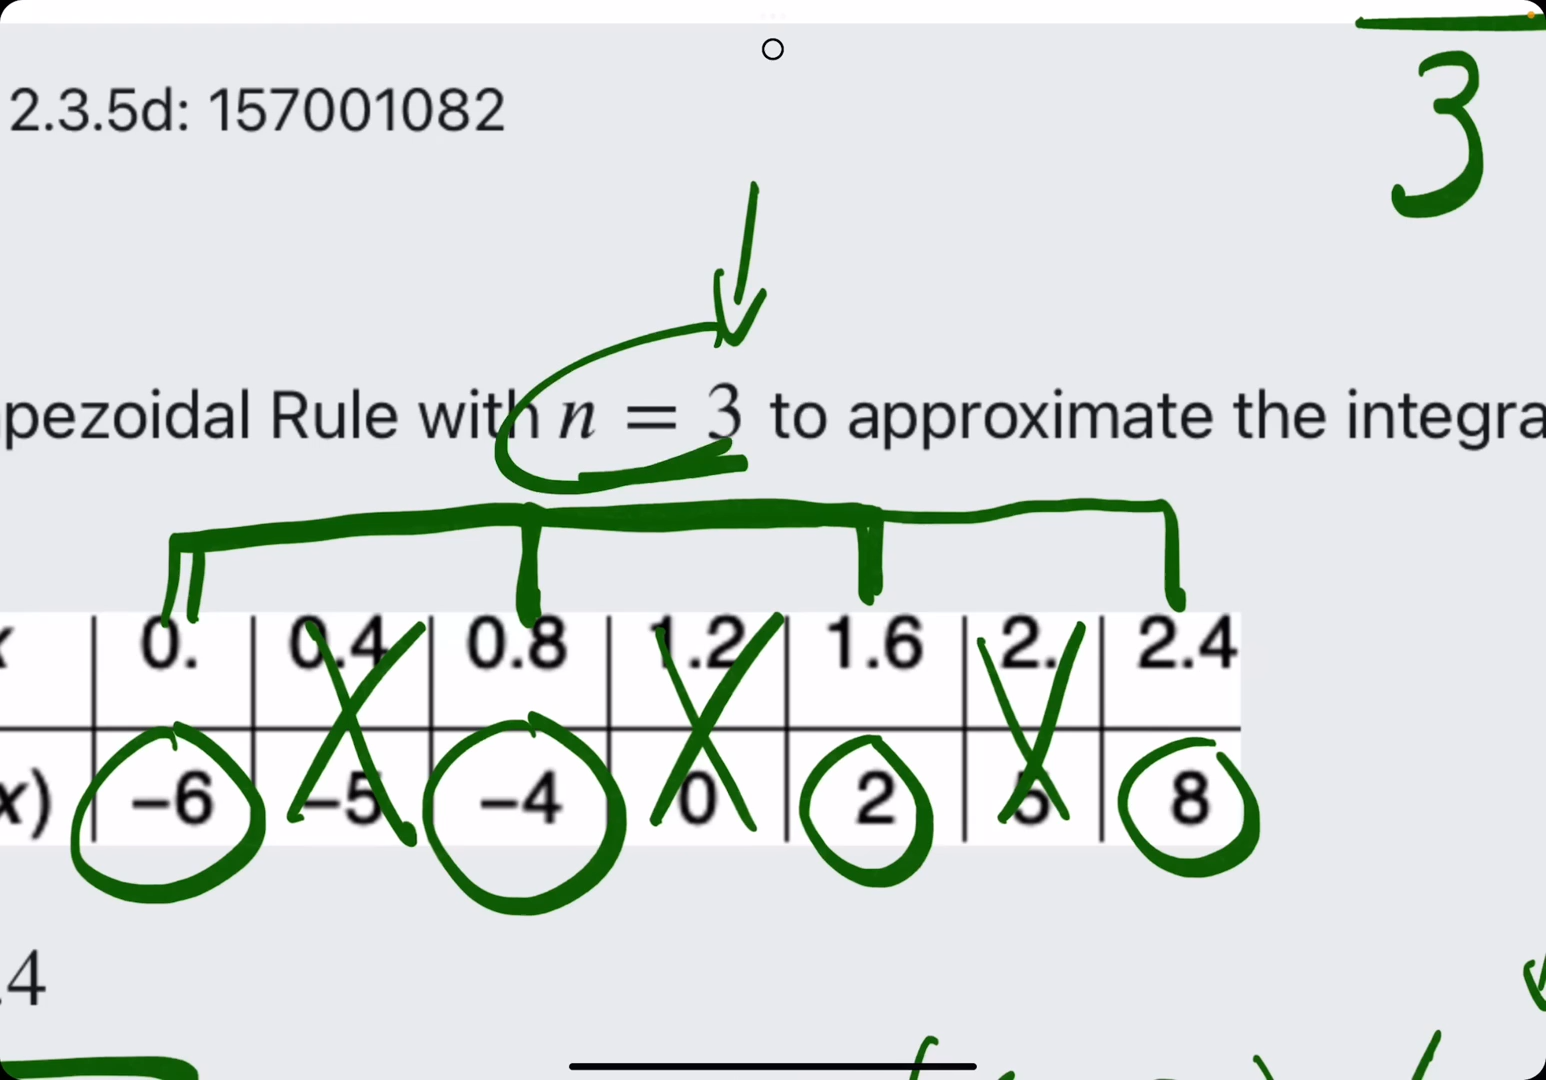 2.3.5d: 157001082
3
pezoidal Rule with n = 3 to approximate the integra
0. 0.4 0.8 1.2 1.6 2. 2.4
x) −6 −5 −4 0 2 5 8
.4